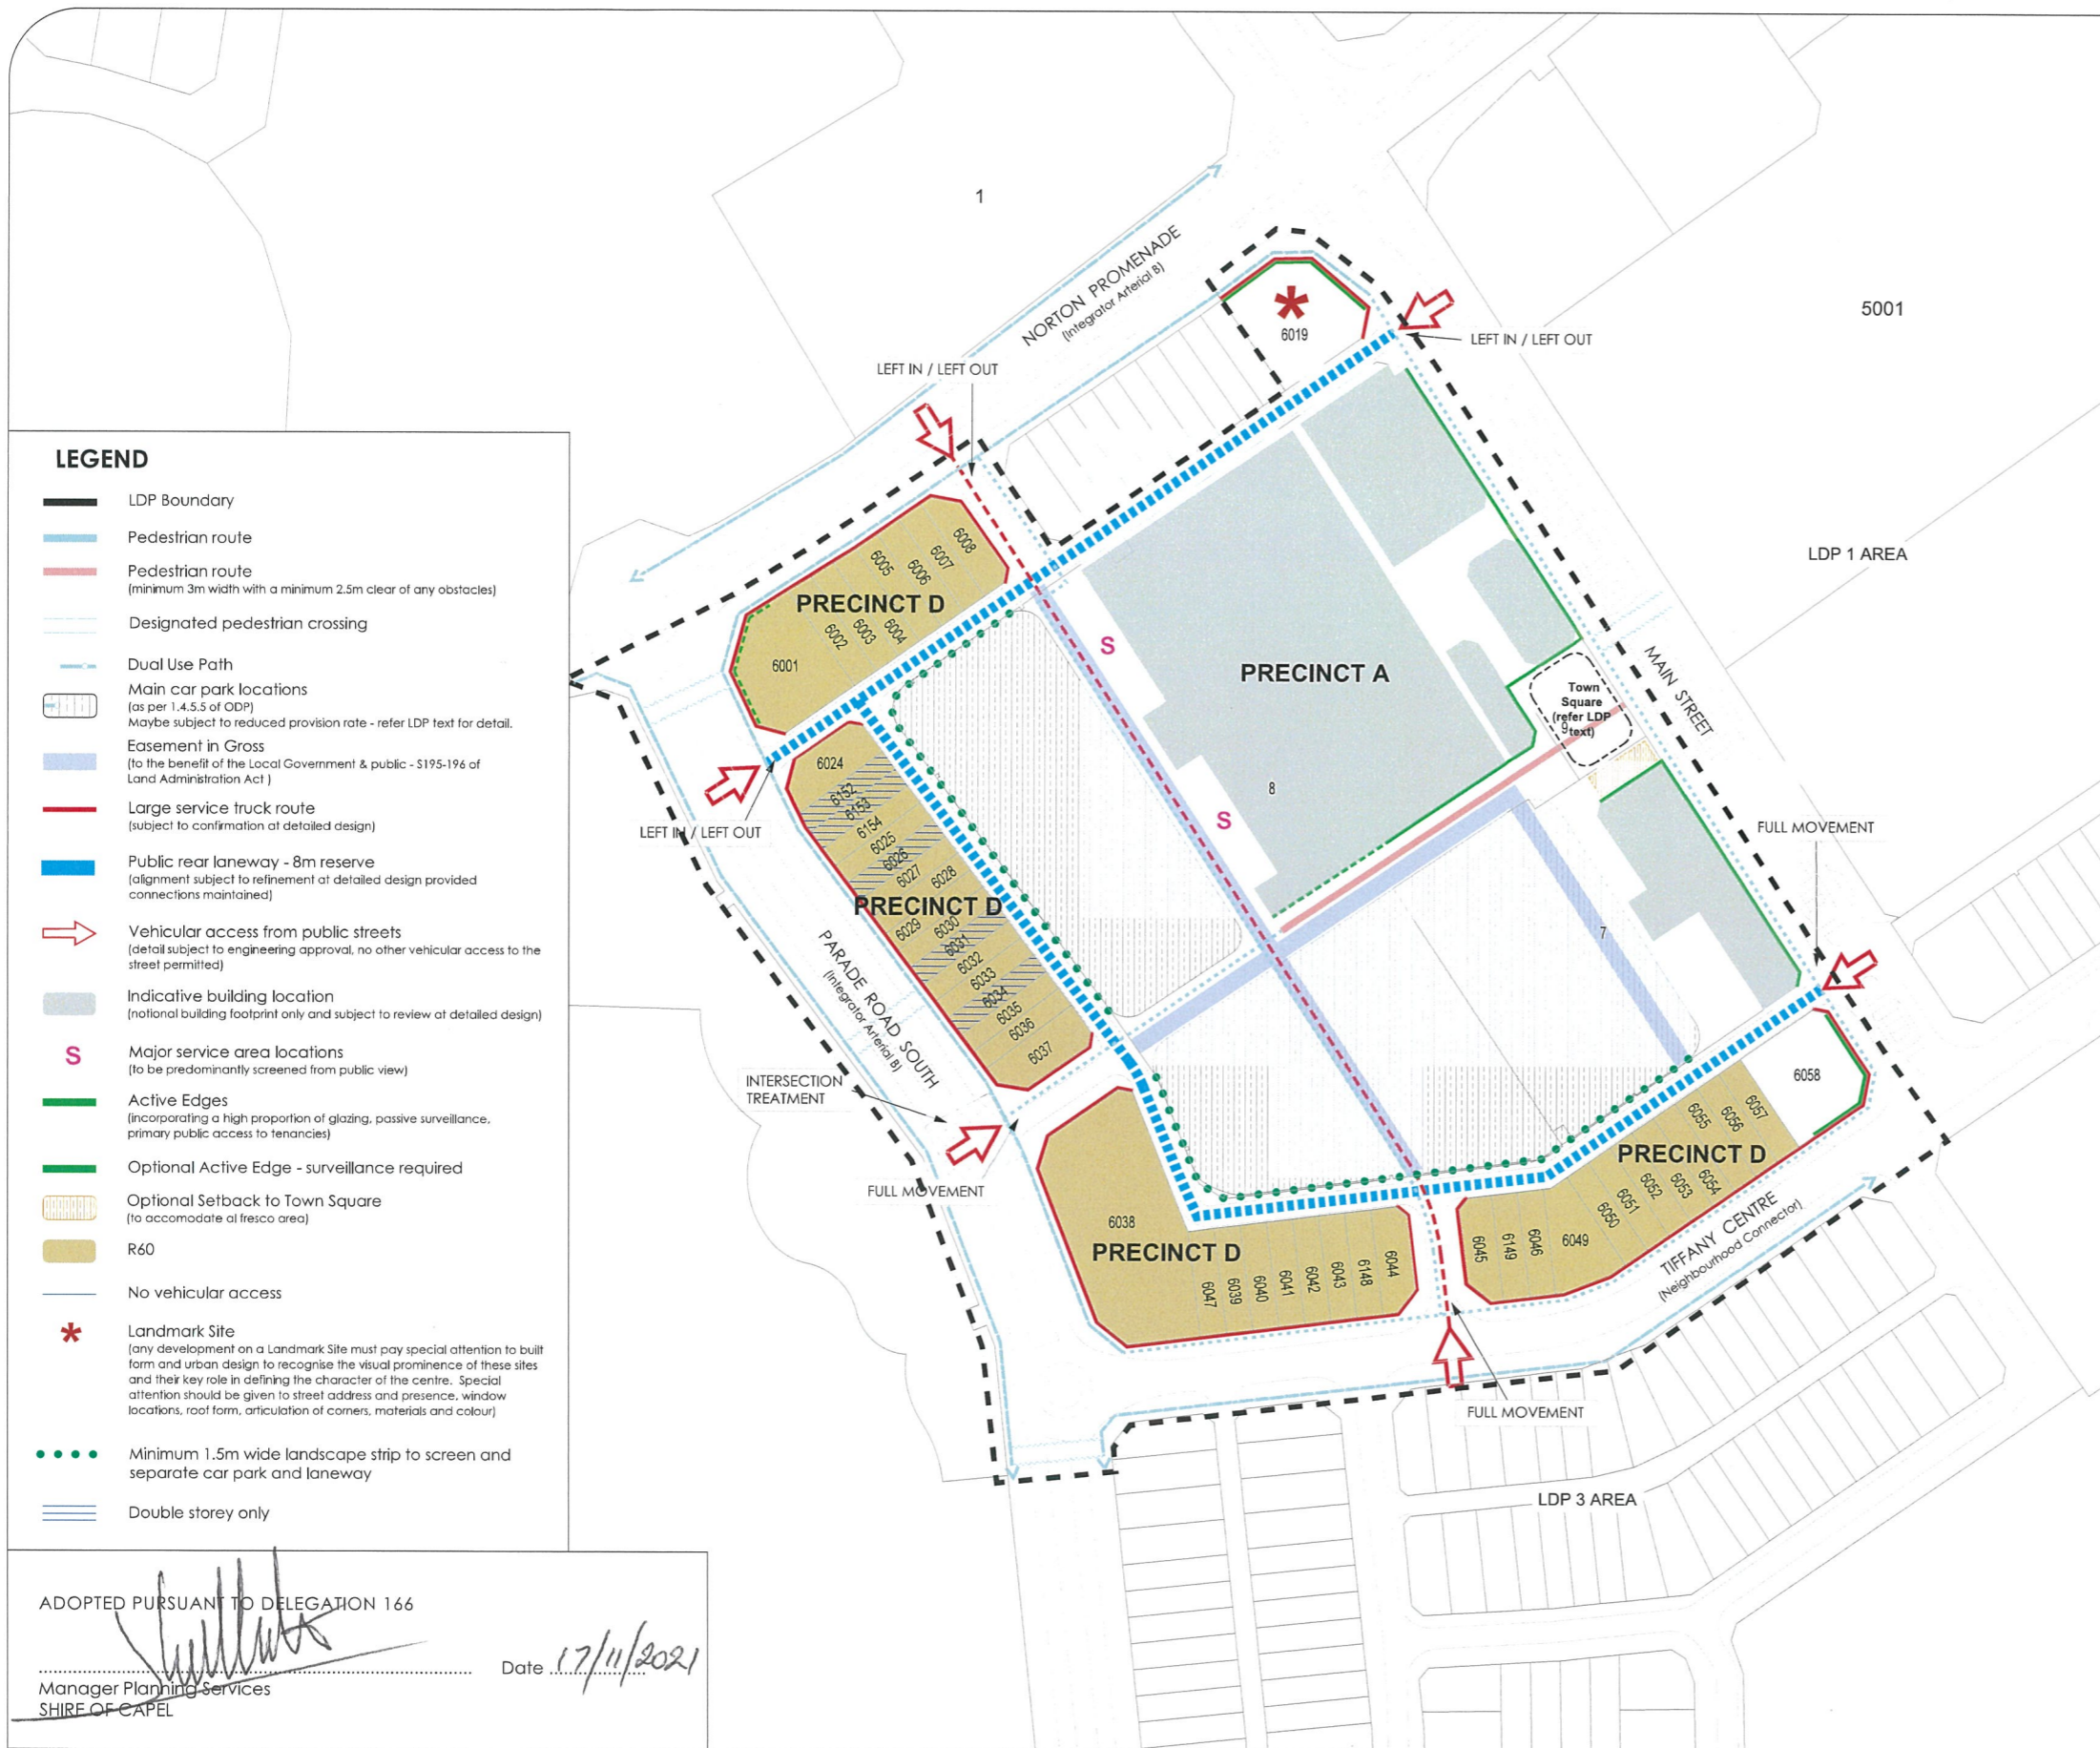 LEGEND
LDP Boundary
Pedestrian route
Pedestrian route
(minimum 3m width with a minimum 2.5m clear of any obstacles)
Designated pedestrian crossing
Dual Use Path
Main car park locations
(as per 1.4.5.5 of ODP)
Maybe subject to reduced provision rate - refer LDP text for detail.
Easement in Gross
(to the benefit of the Local Government & public - S195-196 of
Land Administration Act )
Large service truck route
(subject to confirmation at detailed design)
Public rear laneway - 8m reserve
(alignment subject to refinement at detailed design provided
connections maintained)
Vehicular access from public streets
(detail subject to engineering approval, no other vehicular access to the
street permitted)
Indicative building location
(notional building footprint only and subject to review at detailed design)
S
Major service area locations
(to be predominantly screened from public view)
Active Edges
(incorporating a high proportion of glazing, passive surveillance,
primary public access to tenancies)
Optional Active Edge - surveillance required
Optional Setback to Town Square
(to accomodate al fresco area)
R60
No vehicular access
*
Landmark Site
(any development on a Landmark Site must pay special attention to built
form and urban design to recognise the visual prominence of these sites
and their key role in defining the character of the centre. Special
attention should be given to street address and presence, window
locations, roof form, articulation of corners, materials and colour)
Minimum 1.5m wide landscape strip to screen and
separate car park and laneway
Double storey only
ADOPTED PURSUANT TO DELEGATION 166
Date 17/11/2021
Manager Planning Services
SHIRE OF CAPEL
1
NORTON PROMENADE
(Integrator Arterial B)
*
6019
5001
LEFT IN / LEFT OUT
LEFT IN / LEFT OUT
LDP 1 AREA
6008
6007
6006
6005
PRECINCT D
6004
6003
6002
6001
S
PRECINCT A
MAIN STREET
Town
Square
(refer LDP
text)
9
8
S
6024
6152
6153
6154
6025
6026
6027
6028
LEFT IN / LEFT OUT
FULL MOVEMENT
PRECINCT D
6029
6030
6031
6032
6033
6034
6035
6036
6037
7
PARADE ROAD SOUTH
(Integrator Arterial B)
INTERSECTION
TREATMENT
FULL MOVEMENT
6058
6057
6056
6055
PRECINCT D
6054
6053
6052
6051
6050
6049
6046
6149
6045
TIFFANY CENTRE
(Neighbourhood Connector)
6038
PRECINCT D
6047
6039
6040
6041
6042
6043
6148
6044
FULL MOVEMENT
LDP 3 AREA